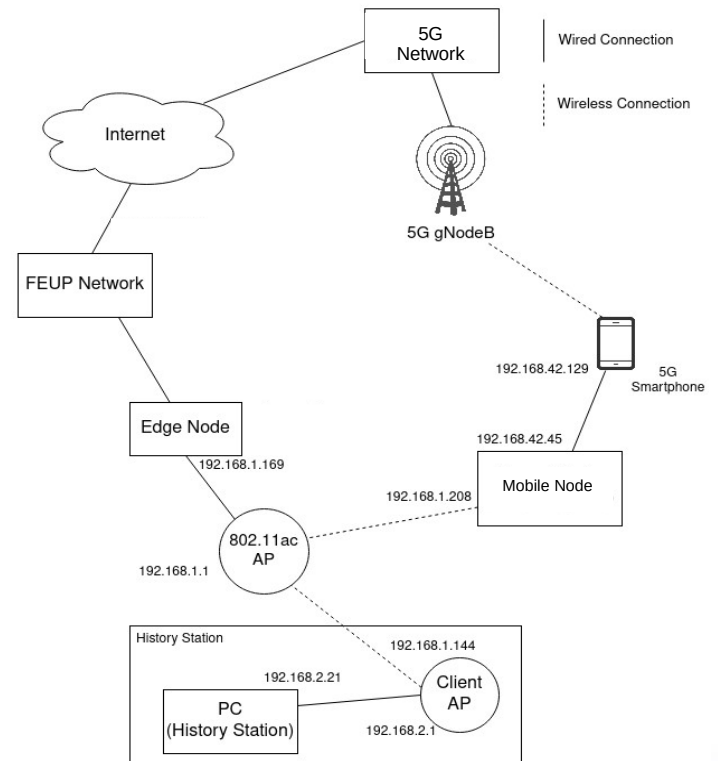 5G
Network
Wired Connection
Wireless Connection
Internet
5G gNodeB
FEUP Network
192.168.42.129
5G
Smartphone
Edge Node
192.168.42.45
192.168.1.169
Mobile Node
192.168.1.208
802.11ac
AP
192.168.1.1
History Station
192.168.1.144
192.168.2.21
Client
AP
PC
(History Station)
192.168.2.1